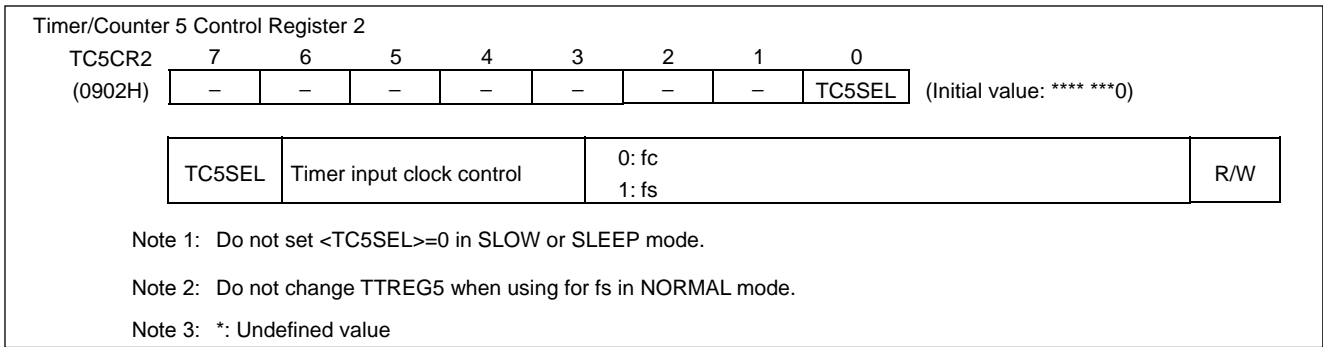 Timer/Counter 5 Control Register 2
TC5CR2 7 6 5 4 3 2 1 0
(0902H) – – – – – – – TC5SEL (Initial value: **** ***0)
TC5SEL Timer input clock control 0: fc R/W
1: fs
Note 1: Do not set <TC5SEL>=0 in SLOW or SLEEP mode.
Note 2: Do not change TTREG5 when using for fs in NORMAL mode.
Note 3: *: Undefined value